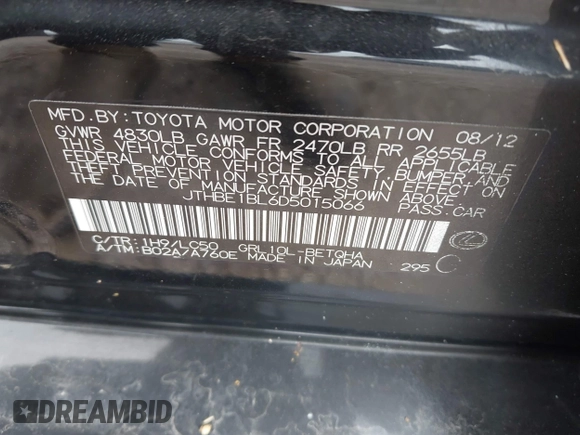 MFD.BY:TOYOTA MOTOR CORPORATION 08/12
GVWR 4830LB GAWR FR 2470LB RR 2655LB
THIS VEHICLE CONFORMS TO ALL APPLICABLE
FEDERAL MOTOR VEHICLE SAFETY,BUMPER,AND
THEFT PREVENTION STANDARDS IN EFFECT ON
THE DATE OF MANUFACTURE SHOWN ABOVE.
JTHBE1BL6D5015066 PASS.CAR
C/TR:1H9/LC50 GRL10L-BETQHA
A/TM:B02A/A760E MADE IN JAPAN 295 C
DREAMBID